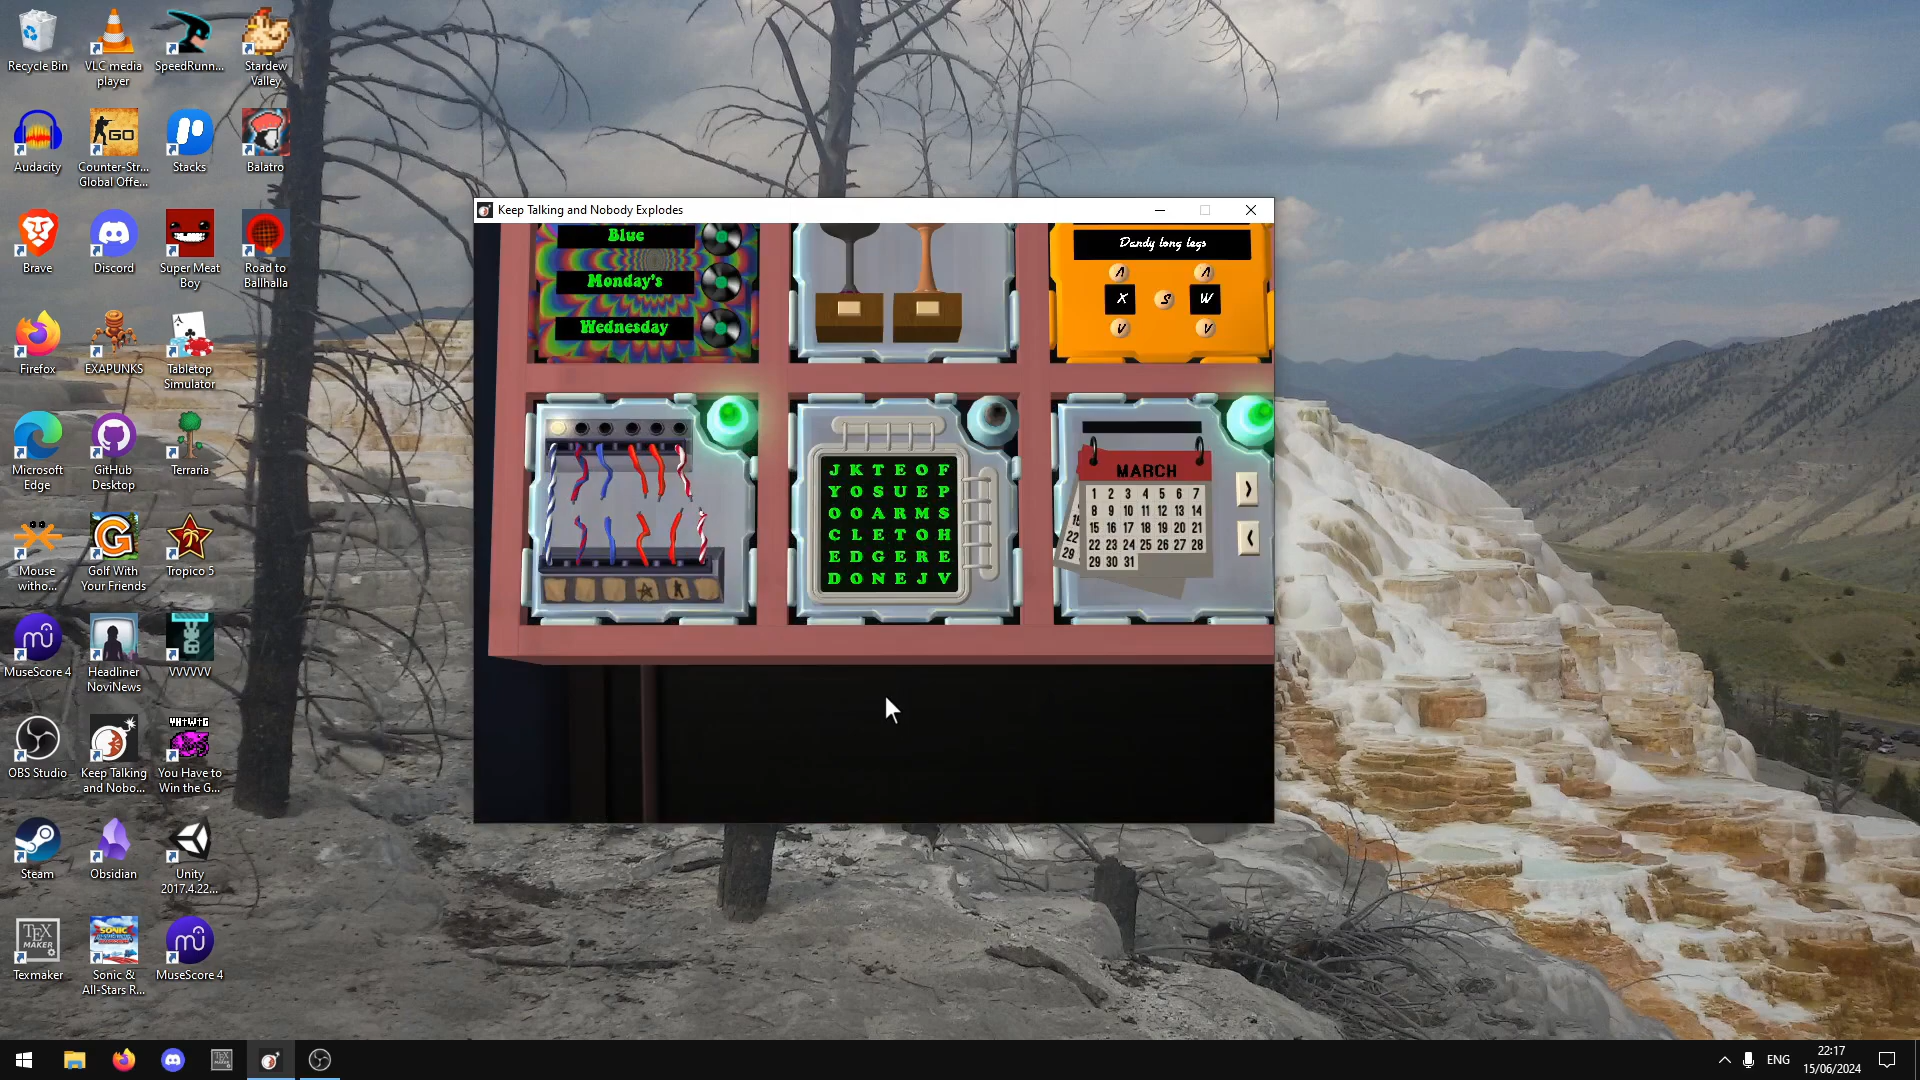 Recycle Bin
VLC media player
SpeedRunn...
Stardew Valley
Audacity
Counter-Str... Global Offe...
GO
Stacks
Balatro
Brave
Discord
Super Meat Boy
Road to Ballhalla
Firefox
EXAPUNKS
Tabletop Simulator
Microsoft Edge
GitHub Desktop
Terraria
Mouse witho...
Golf With Your Friends
Tropico 5
MuseScore 4
Headliner NoviNews
VVVVVV
OBS Studio
Keep Talking and Nobo...
You Have to Win the G...
Steam
Obsidian
Unity 2017.4.22...
TEX MAKER
Texmaker
Sonic & All-Stars R...
MuseScore 4
Keep Talking and Nobody Explodes
Blue
Monday's
Wednesday
Dandy long legs
X S W
J K T E O F
Y O S U E P
O O A R M S
C L E T O H
E D G E R E
D O N E J V
MARCH
1 2 3 4 5 6 7
8 9 10 11 12 13 14
15 16 17 18 19 20 21
22 23 24 25 26 27 28
29 30 31
22
29
ENG
22:17
15/06/2024